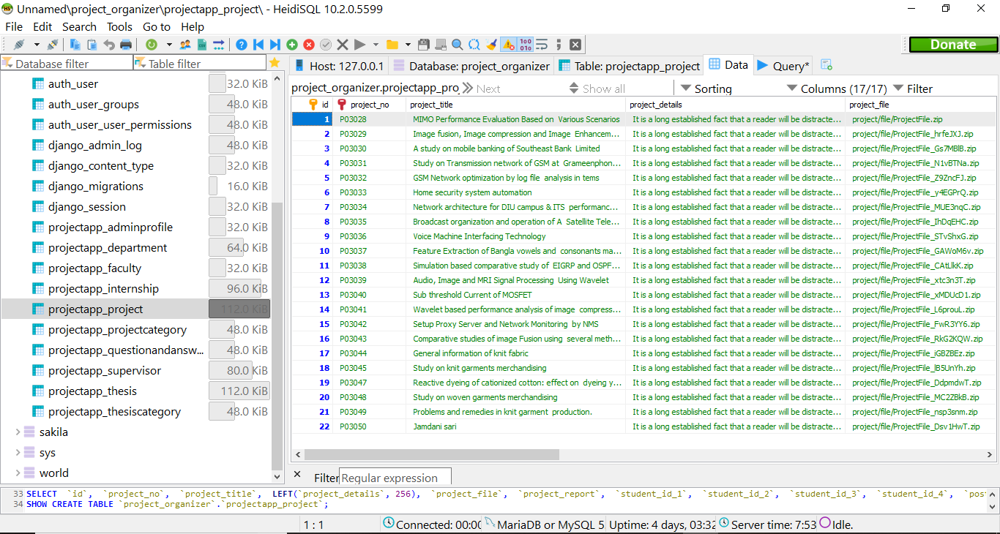 Unnamed\project_organizer\projectapp_project\ - HeidiSQL 10.2.0.5599
File Edit Search Tools Go to Help
Donate
Database filter Table filter
auth_user 32.0 KiB
auth_user_groups 48.0 KiB
auth_user_user_permissions 48.0 KiB
django_admin_log 48.0 KiB
django_content_type 32.0 KiB
django_migrations 16.0 KiB
django_session 32.0 KiB
projectapp_adminprofile 32.0 KiB
projectapp_department 64.0 KiB
projectapp_faculty 32.0 KiB
projectapp_internship 96.0 KiB
projectapp_project 112.0 KiB
projectapp_projectcategory 48.0 KiB
projectapp_questionandansw... 48.0 KiB
projectapp_supervisor 80.0 KiB
projectapp_thesis 112.0 KiB
projectapp_thesiscategory 48.0 KiB
sakila
sys
world
Host: 127.0.0.1 Database: project_organizer Table: projectapp_project Data Query*
project_organizer.projectapp_pro Next Show all Sorting Columns (17/17) Filter
id project_no project_title project_details project_file
1 P03028 MIMO Performance Evaluation Based on Various Scenarios It is a long established fact that a reader will be distracte... project/file/ProjectFile.zip
2 P03029 Image fusion, Image compression and Image Enhancem... It is a long established fact that a reader will be distracte... project/file/ProjectFile_hrfeJXJ.zip
3 P03030 A study on mobile banking of Southeast Bank Limited It is a long established fact that a reader will be distracte... project/file/ProjectFile_Gs7MBlB.zip
4 P03031 Study on Transmission network of GSM at Grameenphon... It is a long established fact that a reader will be distracte... project/file/ProjectFile_N1vBTNa.zip
5 P03032 GSM Network optimization by log file analysis in tems It is a long established fact that a reader will be distracte... project/file/ProjectFile_Z9ZncFJ.zip
6 P03033 Home security system automation It is a long established fact that a reader will be distracte... project/file/ProjectFile_y4EGPrQ.zip
7 P03034 Network architecture for DIU campus & ITS performanc... It is a long established fact that a reader will be distracte... project/file/ProjectFile_MUE3nqC.zip
8 P03035 Broadcast organization and operation of A Satellite Tele... It is a long established fact that a reader will be distracte... project/file/ProjectFile_IhDqEHC.zip
9 P03036 Voice Machine Interfacing Technology It is a long established fact that a reader will be distracte... project/file/ProjectFile_STvShxG.zip
10 P03037 Feature Extraction of Bangla vowels and consonants ma... It is a long established fact that a reader will be distracte... project/file/ProjectFile_GAWoM6v.zip
11 P03038 Simulation based comparative study of EIGRP and OSPF... It is a long established fact that a reader will be distracte... project/file/ProjectFile_CAtLlkK.zip
12 P03039 Audio, Image and MRI Signal Processing Using Wavelet It is a long established fact that a reader will be distracte... project/file/ProjectFile_xtc3n3T.zip
13 P03040 Sub threshold Current of MOSFET It is a long established fact that a reader will be distracte... project/file/ProjectFile_xMDUcD1.zip
14 P03041 Wavelet based performance analysis of image compress... It is a long established fact that a reader will be distracte... project/file/ProjectFile_L6prouL.zip
15 P03042 Setup Proxy Server and Network Monitoring by NMS It is a long established fact that a reader will be distracte... project/file/ProjectFile_FwR3YY6.zip
16 P03043 Comparative studies of image Fusion using several meth... It is a long established fact that a reader will be distracte... project/file/ProjectFile_RkG2KQW.zip
17 P03044 General information of knit fabric It is a long established fact that a reader will be distracte... project/file/ProjectFile_iGBZBEz.zip
18 P03045 Study on knit garments merchandising It is a long established fact that a reader will be distracte... project/file/ProjectFile_lB5UnYh.zip
19 P03047 Reactive dyeing of cationized cotton: effect on dyeing y... It is a long established fact that a reader will be distracte... project/file/ProjectFile_DdpmdwT.zip
20 P03048 Study on woven garments merchandising It is a long established fact that a reader will be distracte... project/file/ProjectFile_MC2ZBkB.zip
21 P03049 Problems and remedies in knit garment production. It is a long established fact that a reader will be distracte... project/file/ProjectFile_nsp3snm.zip
22 P03050 Jamdani sari It is a long established fact that a reader will be distracte... project/file/ProjectFile_Dsv1HwT.zip
Filter Regular expression
33 SELECT `id`, `project_no`, `project_title`, LEFT(`project_details`, 256), `project_file`, `project_report`, `student_id_1`, `student_id_2`, `student_id_3`, `student_id_4`, `pos
34 SHOW CREATE TABLE `project_organizer`.`projectapp_project`;
1 : 1 Connected: 00:00 MariaDB or MySQL 5 Uptime: 4 days, 03:32 Server time: 7:53 Idle.